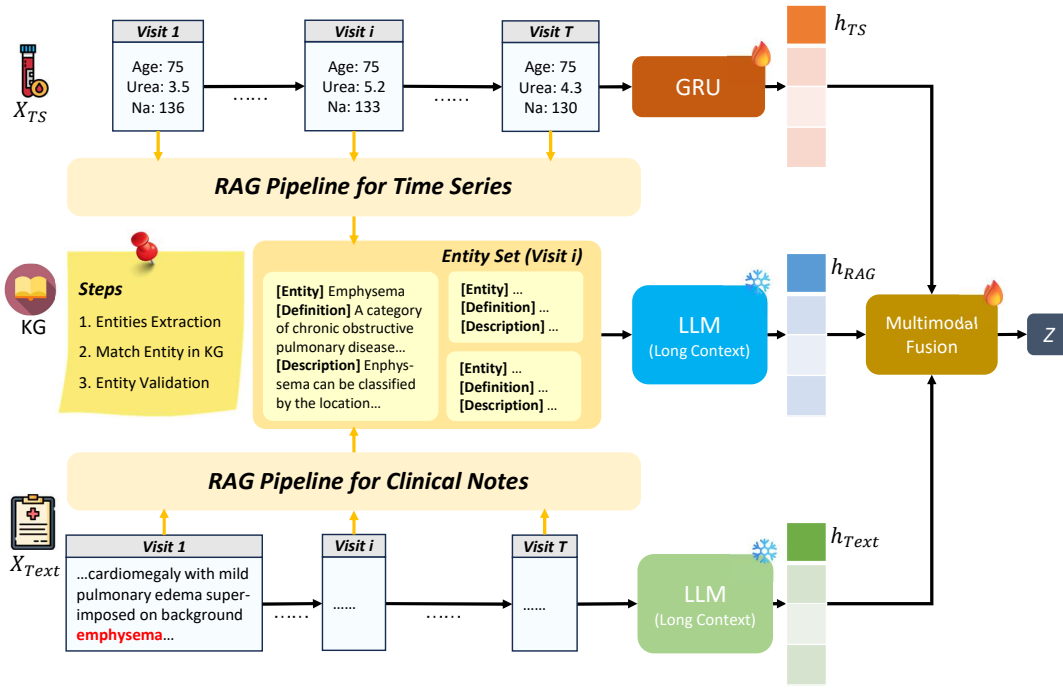 Visit 1
Visit i
Visit T
h_TS
X_TS
Age: 75
Urea: 3.5
Na: 136
……
Age: 75
Urea: 5.2
Na: 133
……
Age: 75
Urea: 4.3
Na: 130
GRU
RAG Pipeline for Time Series
KG
Steps
1. Entities Extraction
2. Match Entity in KG
3. Entity Validation
Entity Set (Visit i)
[Entity] Emphysema
[Definition] A category
of chronic obstructive
pulmonary disease…
[Description] Enphys-
sema can be classified
by the location…
[Entity] …
[Definition] …
[Description] …
[Entity] …
[Definition] …
[Description] …
LLM
(Long Context)
h_RAG
Multimodal
Fusion
Z
RAG Pipeline for Clinical Notes
X_Text
Visit 1
Visit i
Visit T
…cardiomegaly with mild
pulmonary edema super-
imposed on background
emphysema…
……
……
……
……
LLM
(Long Context)
h_Text